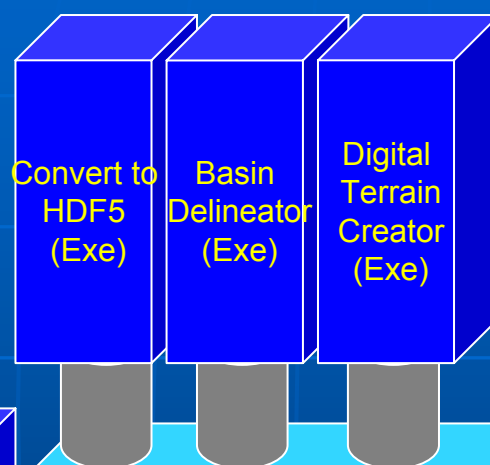 Convert to
HDF5
(Exe)
Basin
Delineator
(Exe)
Digital
Terrain
Creator
(Exe)